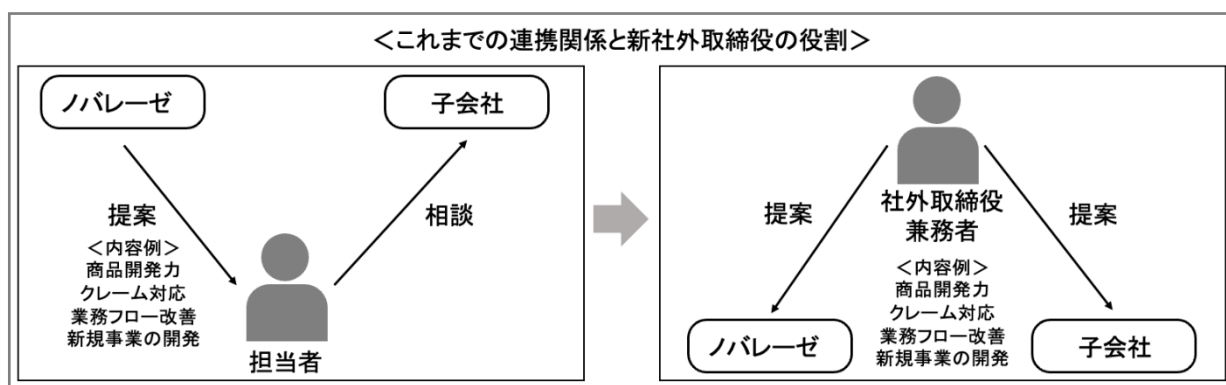 ＜これまでの連携関係と新社外取締役の役割＞
ノバレーゼ
子会社
提案
＜内容例＞
商品開発力
クレーム対応
業務フロー改善
新規事業の開発
相談
担当者
社外取締役
兼務者
提案
提案
＜内容例＞
商品開発力
クレーム対応
業務フロー改善
新規事業の開発
ノバレーゼ
子会社